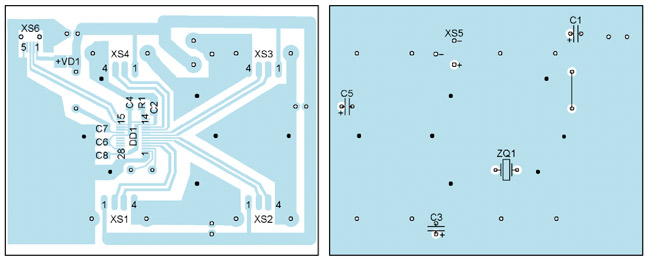 XS6
5 1
+VD1
XS4
4 1
XS3
1 4
15
C4
R1
14
C2
C7
C6
C8
DD1
28
1
1 4
XS1
1 4
XS2
C1
+
XS5
−
−
+
C5
+
ZQ1
C3
+